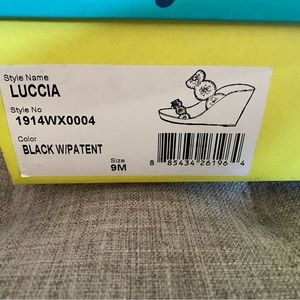 Style Name
LUCCIA
Style No
1914WX0004
Color
BLACK W/PATENT
Size
9M
8 85434 26196 4